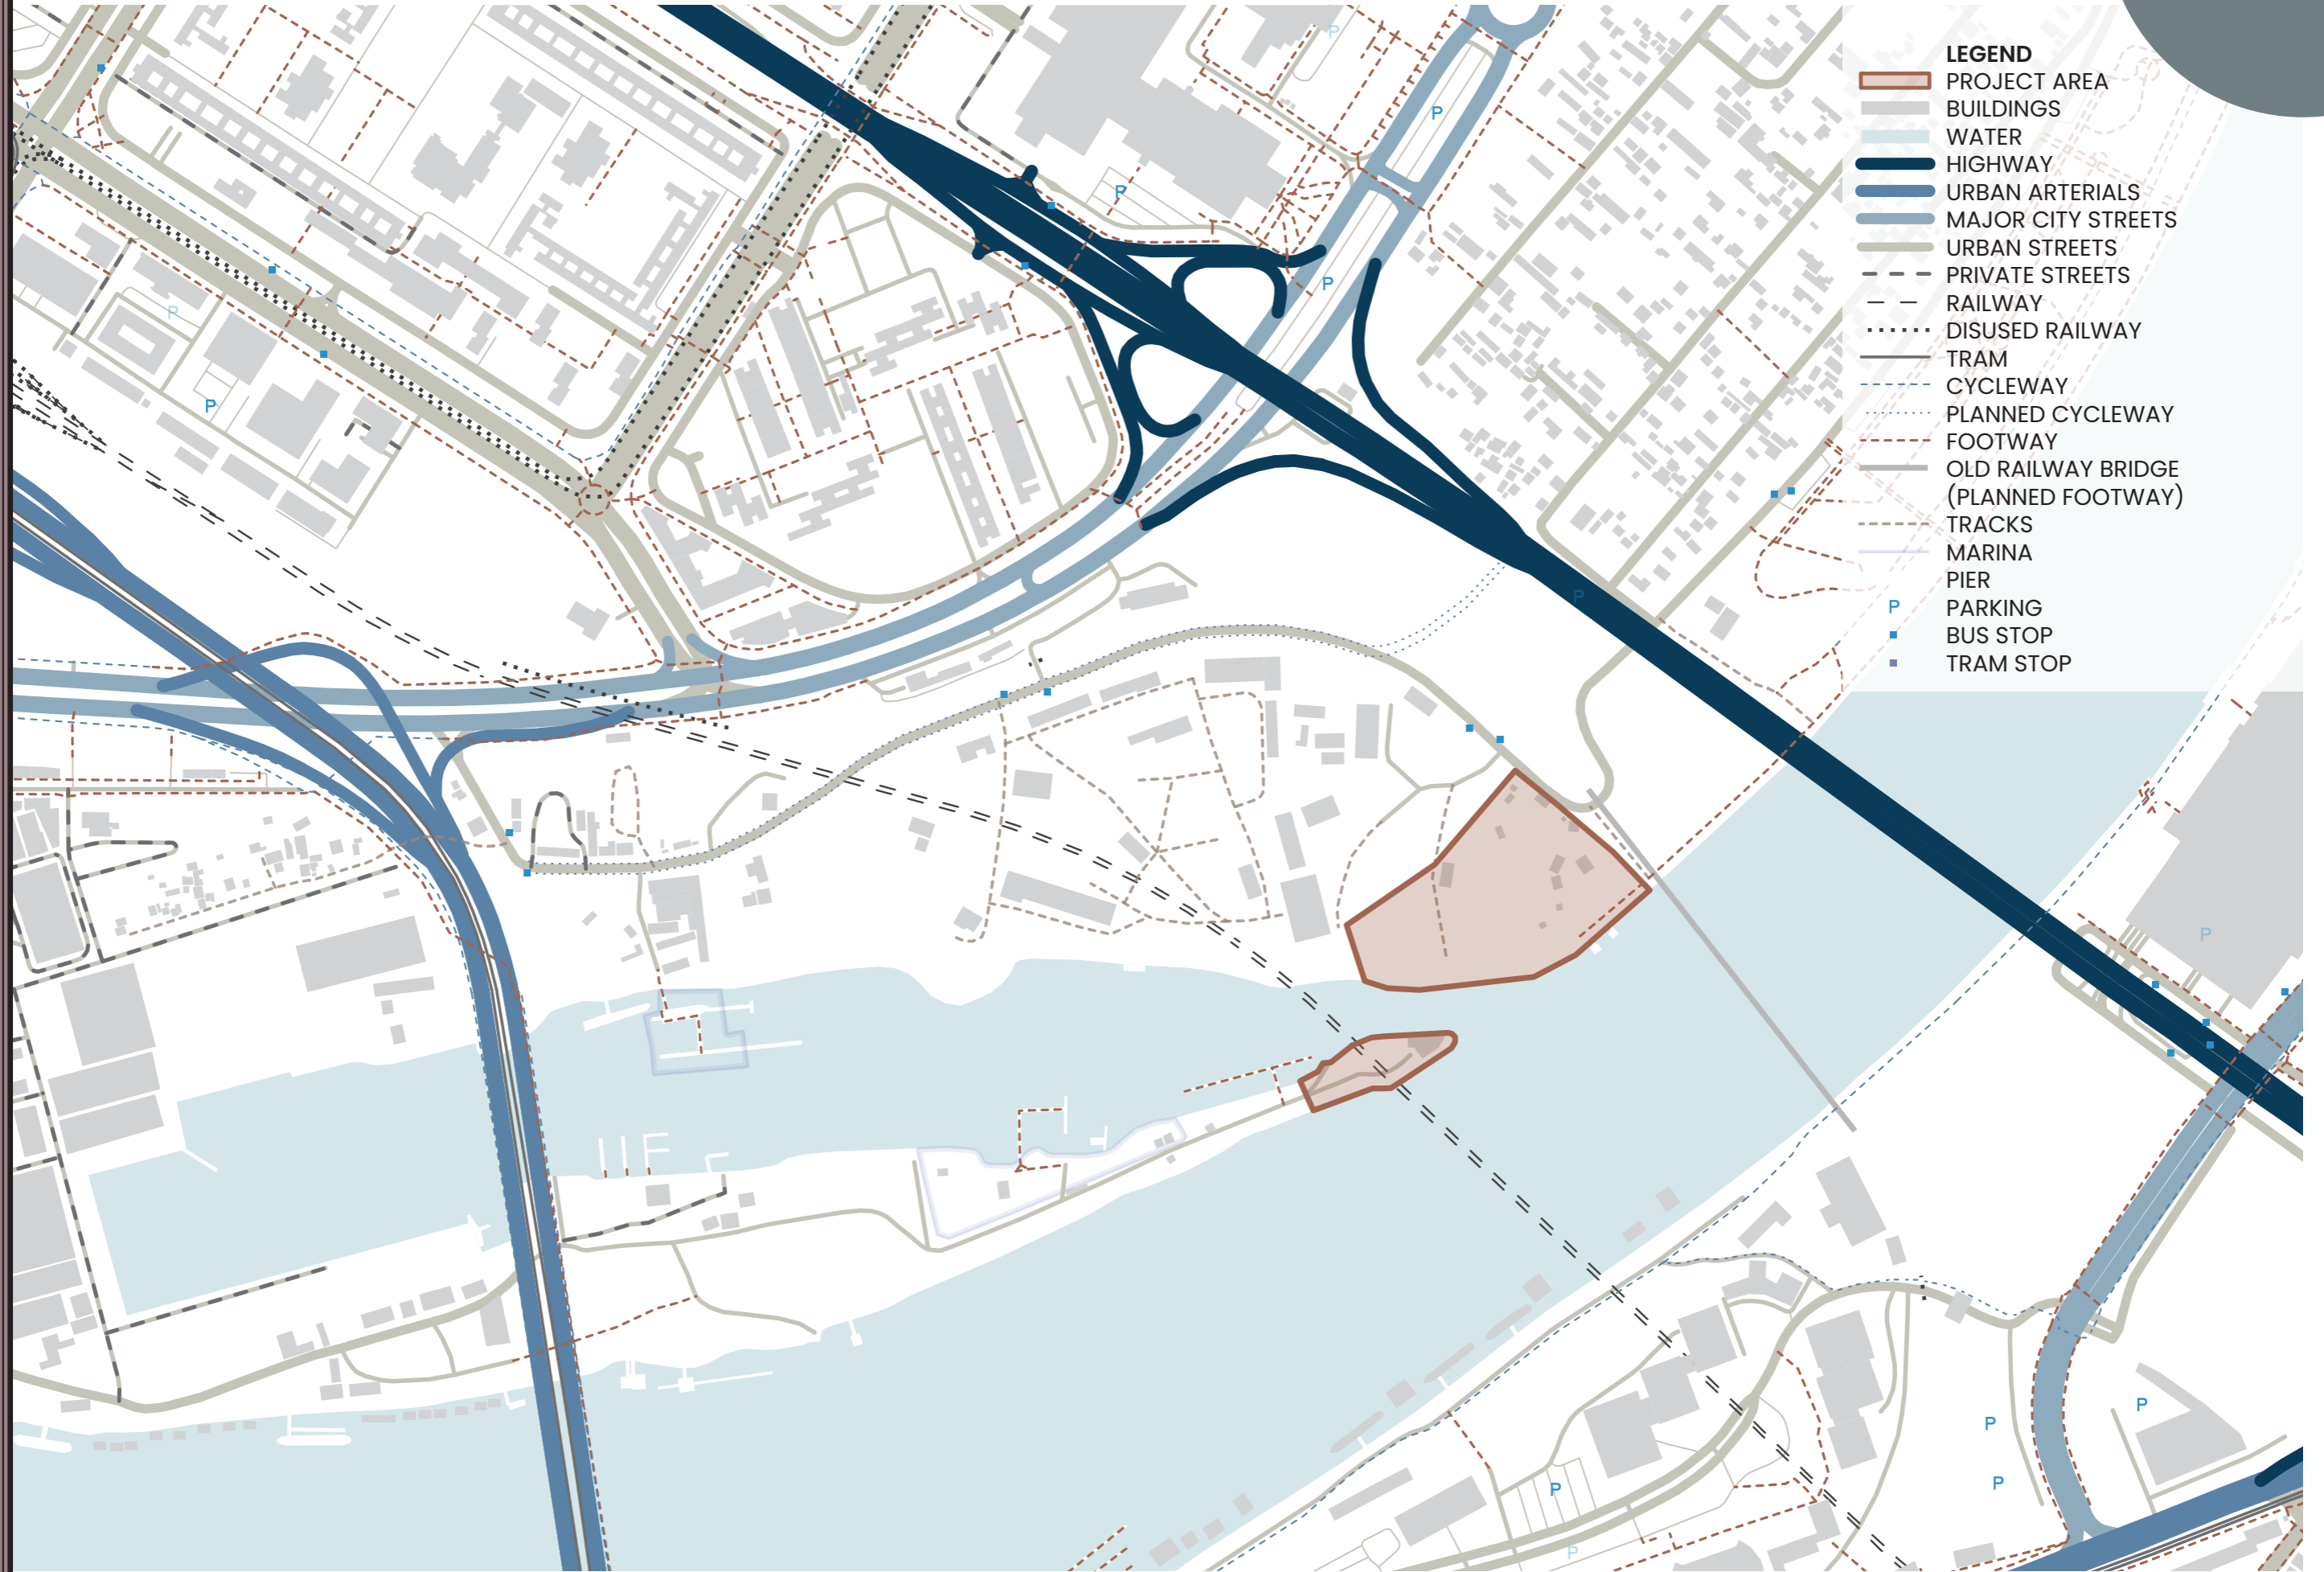 LEGEND
PROJECT AREA
BUILDINGS
WATER
HIGHWAY
URBAN ARTERIALS
MAJOR CITY STREETS
URBAN STREETS
PRIVATE STREETS
RAILWAY
DISUSED RAILWAY
TRAM
CYCLEWAY
PLANNED CYCLEWAY
FOOTWAY
OLD RAILWAY BRIDGE
(PLANNED FOOTWAY)
TRACKS
MARINA
PIER
P PARKING
BUS STOP
TRAM STOP
P
P
P
P
P
P
P
P
P
P
P
P
P
P